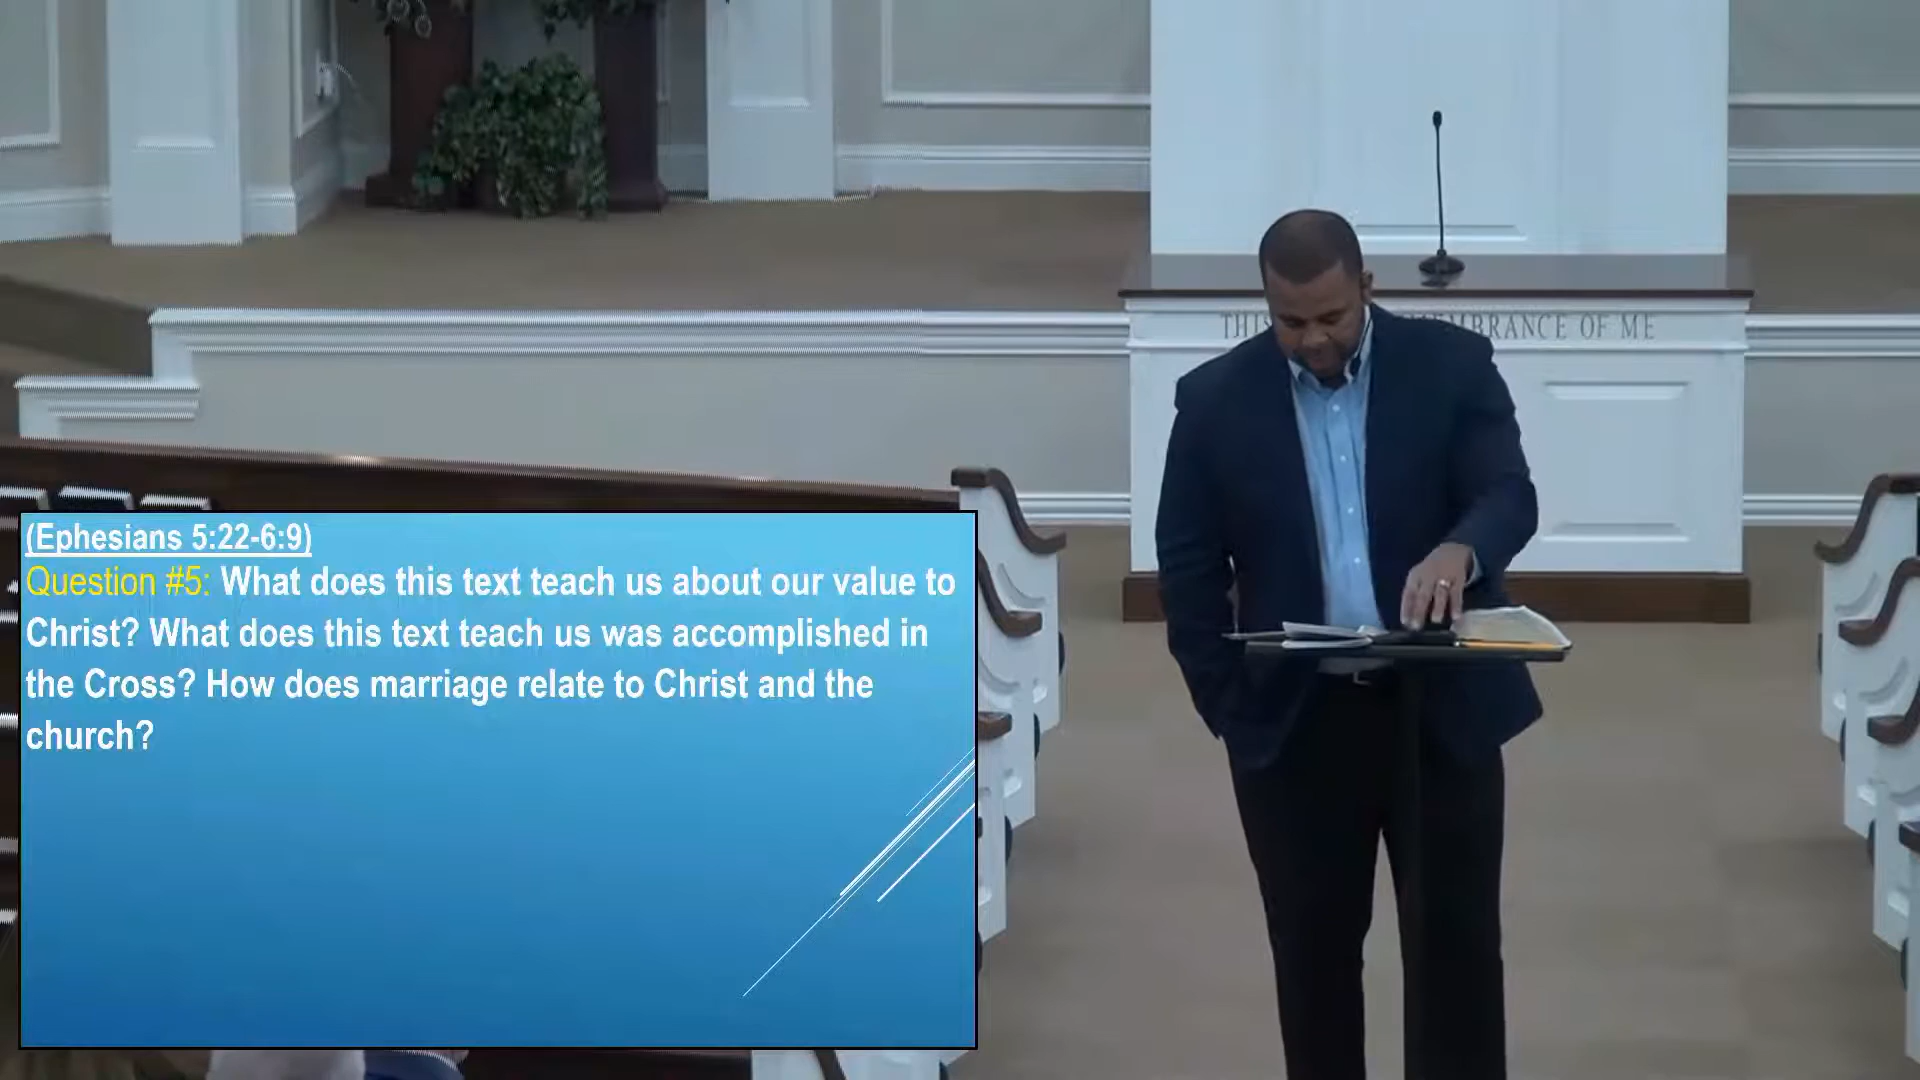 THIS MEMBRANCE OF ME
(Ephesians 5:22-6:9)
Question #5: What does this text teach us about our value to
Christ? What does this text teach us was accomplished in
the Cross? How does marriage relate to Christ and the
church?